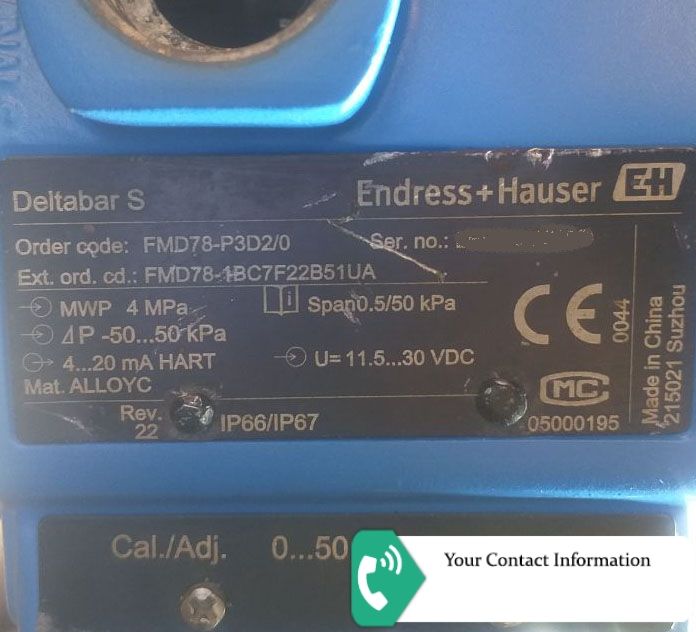 Deltabar S
Endress+Hauser EH
Order code: FMD78-P3D2/0
Ser. no.:
Ext. ord. cd.: FMD78-1BC7F22B51UA
MWP 4 MPa
Span0.5/50 kPa
ΔP -50...50 kPa
4...20 mA HART
U= 11.5...30 VDC
Mat. ALLOYC
CE 0044
MC
05000195
Rev.
22
IP66/IP67
Made in China
215021 Suzhou
Cal./Adj. 0...50
Your Contact Information